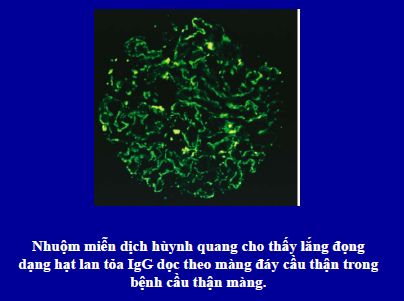 Nhuộm miễn dịch hùynh quang cho thấy lắng đọng
dạng hạt lan tỏa IgG dọc theo màng đáy cầu thận trong
bệnh cầu thận màng.